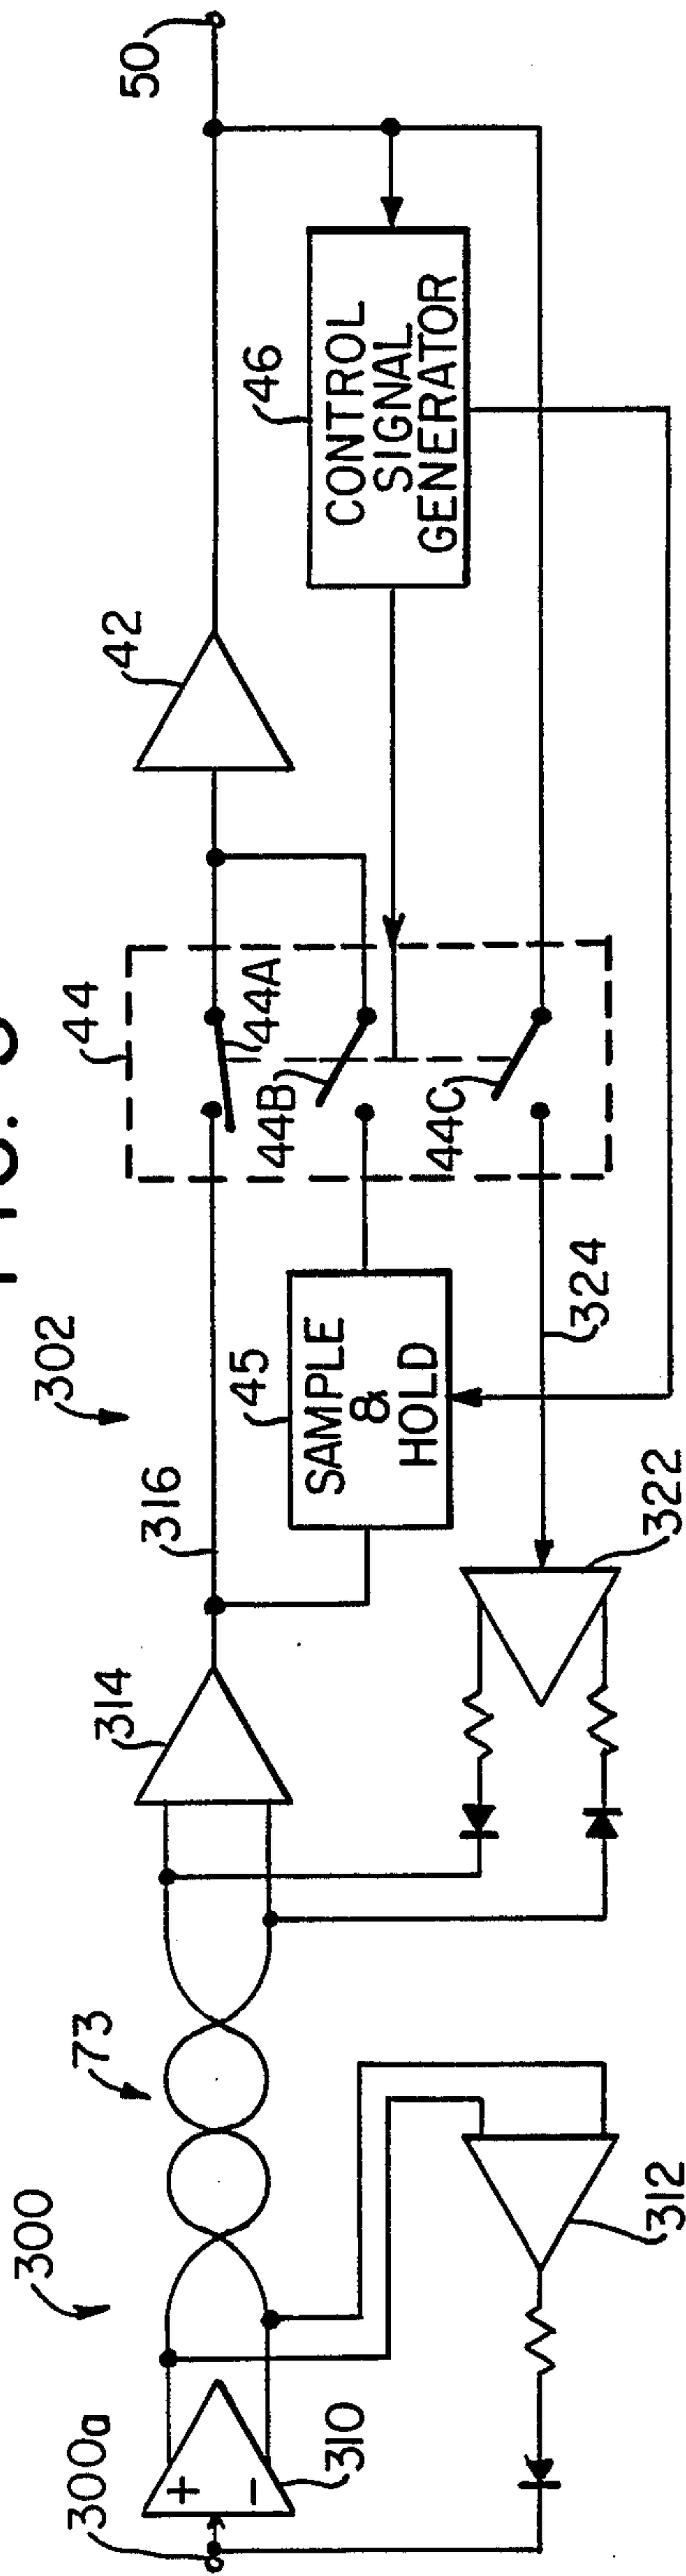 FIG.
300
300a
310
312
73
314
316
302
322
324
45
SAMPLE
&
HOLD
44
44A
44B
44C
42
46
CONTROL
SIGNAL
GENERATOR
50
+
−